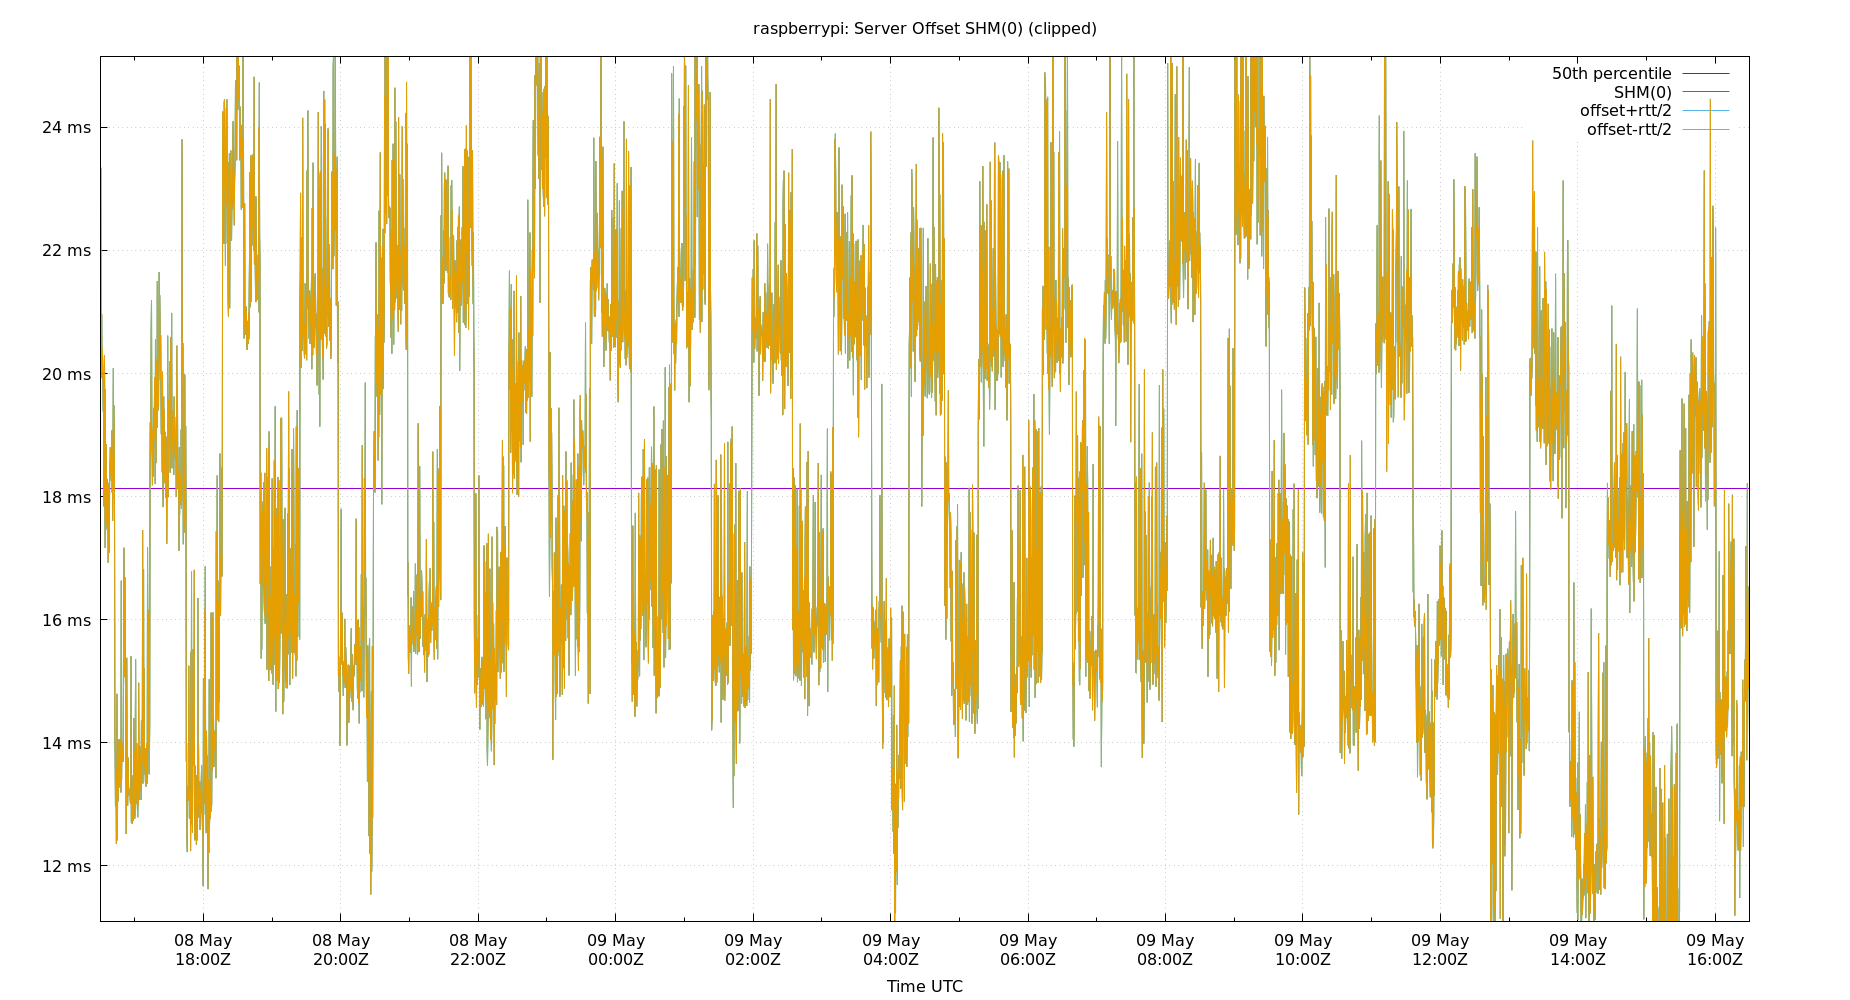 raspberrypi: Server Offset SHM(0) (clipped)
50th percentile
SHM(0)
offset+rtt/2
offset-rtt/2
24 ms
22 ms
20 ms
18 ms
16 ms
14 ms
12 ms
08 May 08 May 08 May 09 May 09 May 09 May 09 May 09 May 09 May 09 May 09 May 09 May
18:00Z 20:00Z 22:00Z 00:00Z 02:00Z 04:00Z 06:00Z 08:00Z 10:00Z 12:00Z 14:00Z 16:00Z
Time UTC